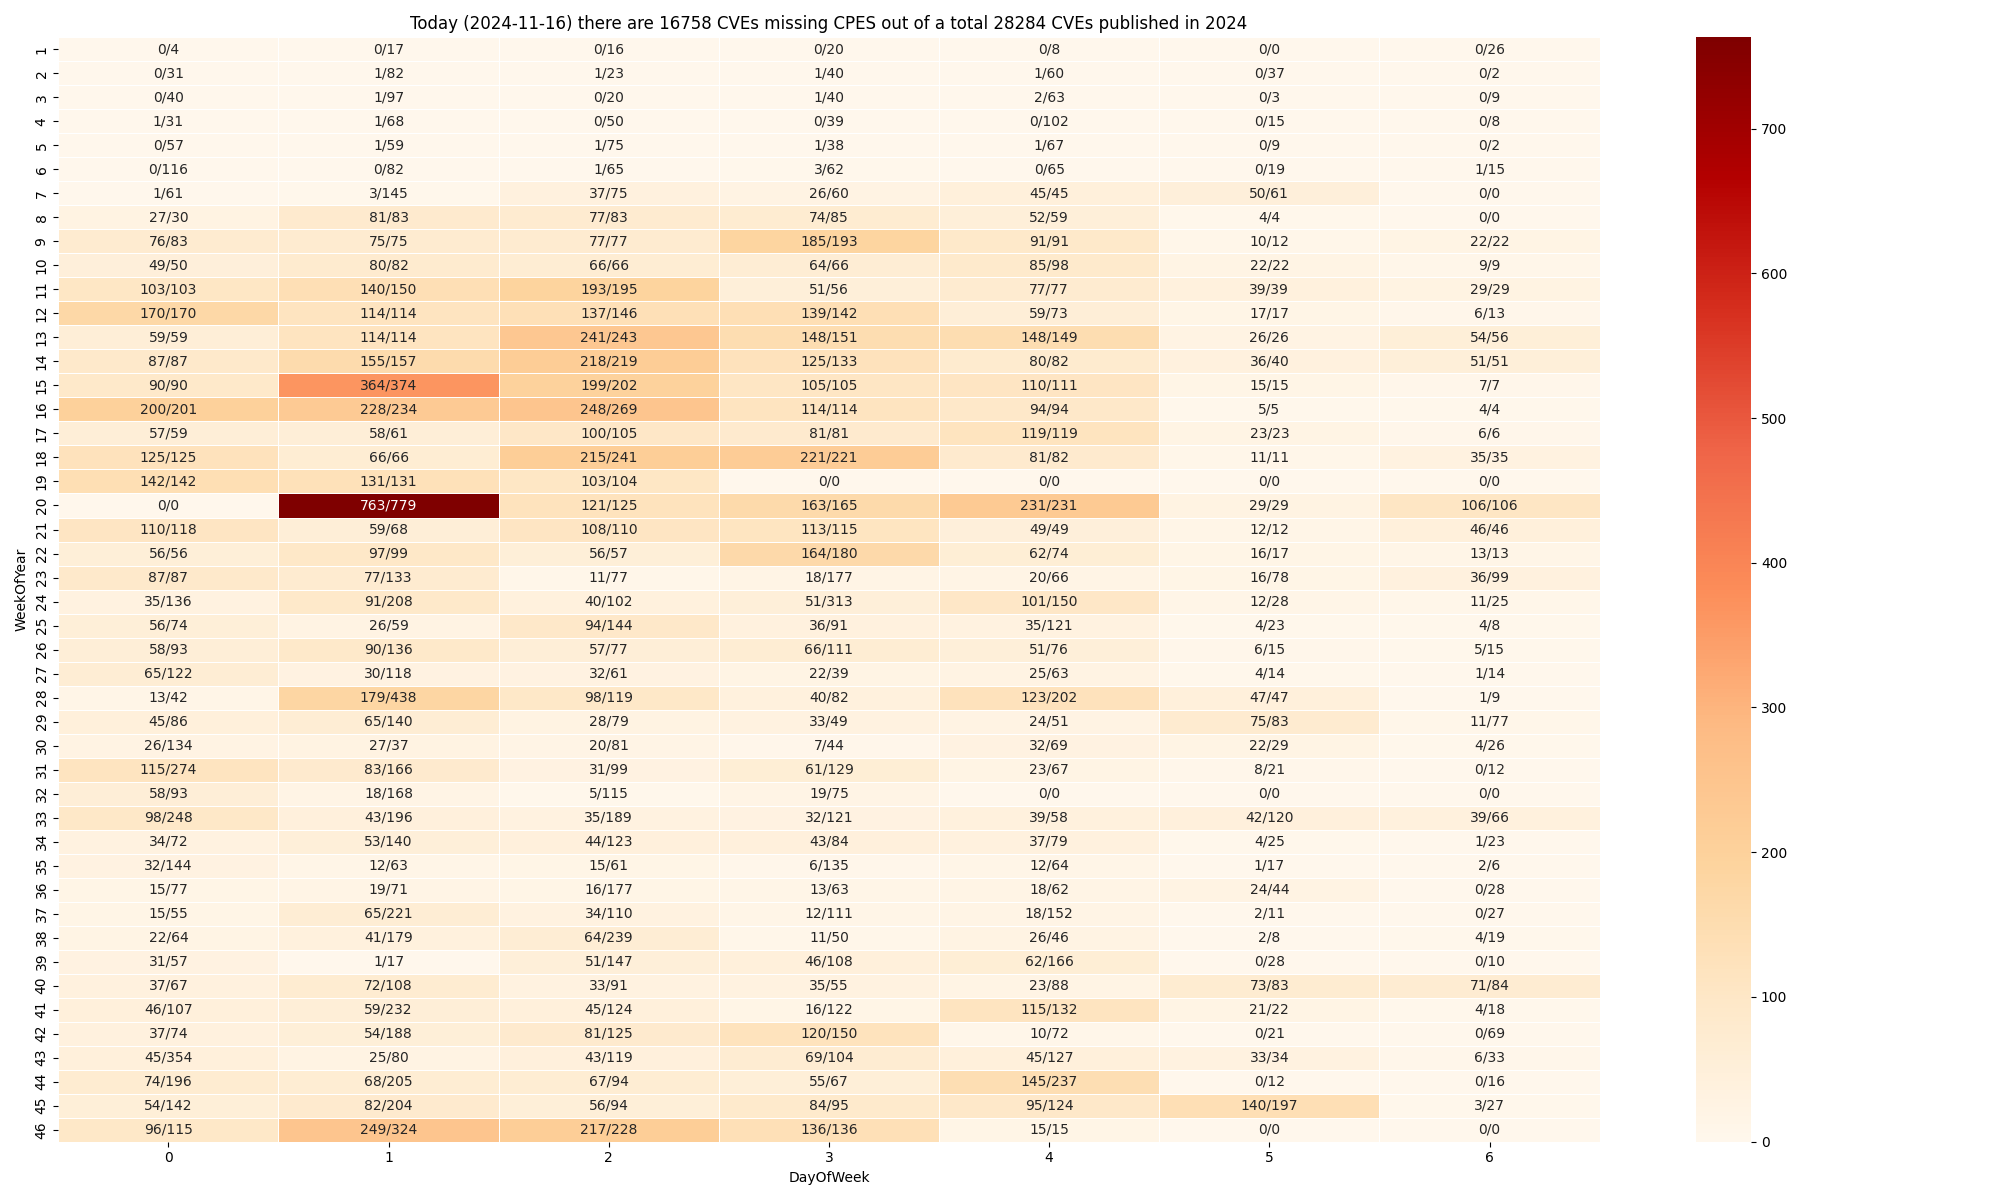 Today (2024-11-16) there are 16758 CVEs missing CPES out of a total 28284 CVEs published in 2024
1 0/4 0/17 0/16 0/20 0/8 0/0 0/26
2 0/31 1/82 1/23 1/40 1/60 0/37 0/2
3 0/40 1/97 0/20 1/40 2/63 0/3 0/9
4 1/31 1/68 0/50 0/39 0/102 0/15 0/8
5 0/57 1/59 1/75 1/38 1/67 0/9 0/2
6 0/116 0/82 1/65 3/62 0/65 0/19 1/15
7 1/61 3/145 37/75 26/60 45/45 50/61 0/0
8 27/30 81/83 77/83 74/85 52/59 4/4 0/0
9 76/83 75/75 77/77 185/193 91/91 10/12 22/22
10 49/50 80/82 66/66 64/66 85/98 22/22 9/9
11 103/103 140/150 193/195 51/56 77/77 39/39 29/29
12 170/170 114/114 137/146 139/142 59/73 17/17 6/13
13 59/59 114/114 241/243 148/151 148/149 26/26 54/56
14 87/87 155/157 218/219 125/133 80/82 36/40 51/51
15 90/90 364/374 199/202 105/105 110/111 15/15 7/7
16 200/201 228/234 248/269 114/114 94/94 5/5 4/4
17 57/59 58/61 100/105 81/81 119/119 23/23 6/6
18 125/125 66/66 215/241 221/221 81/82 11/11 35/35
19 142/142 131/131 103/104 0/0 0/0 0/0 0/0
20 0/0 763/779 121/125 163/165 231/231 29/29 106/106
21 110/118 59/68 108/110 113/115 49/49 12/12 46/46
22 56/56 97/99 56/57 164/180 62/74 16/17 13/13
23 87/87 77/133 11/77 18/177 20/66 16/78 36/99
24 35/136 91/208 40/102 51/313 101/150 12/28 11/25
25 56/74 26/59 94/144 36/91 35/121 4/23 4/8
26 58/93 90/136 57/77 66/111 51/76 6/15 5/15
27 65/122 30/118 32/61 22/39 25/63 4/14 1/14
28 13/42 179/438 98/119 40/82 123/202 47/47 1/9
29 45/86 65/140 28/79 33/49 24/51 75/83 11/77
30 26/134 27/37 20/81 7/44 32/69 22/29 4/26
31 115/274 83/166 31/99 61/129 23/67 8/21 0/12
32 58/93 18/168 5/115 19/75 0/0 0/0 0/0
33 98/248 43/196 35/189 32/121 39/58 42/120 39/66
34 34/72 53/140 44/123 43/84 37/79 4/25 1/23
35 32/144 12/63 15/61 6/135 12/64 1/17 2/6
36 15/77 19/71 16/177 13/63 18/62 24/44 0/28
37 15/55 65/221 34/110 12/111 18/152 2/11 0/27
38 22/64 41/179 64/239 11/50 26/46 2/8 4/19
39 31/57 1/17 51/147 46/108 62/166 0/28 0/10
40 37/67 72/108 33/91 35/55 23/88 73/83 71/84
41 46/107 59/232 45/124 16/122 115/132 21/22 4/18
42 37/74 54/188 81/125 120/150 10/72 0/21 0/69
43 45/354 25/80 43/119 69/104 45/127 33/34 6/33
44 74/196 68/205 67/94 55/67 145/237 0/12 0/16
45 54/142 82/204 56/94 84/95 95/124 140/197 3/27
46 96/115 249/324 217/228 136/136 15/15 0/0 0/0
0 1 2 3 4 5 6
DayOfWeek
WeekOfYear
700
600
500
400
300
200
100
0